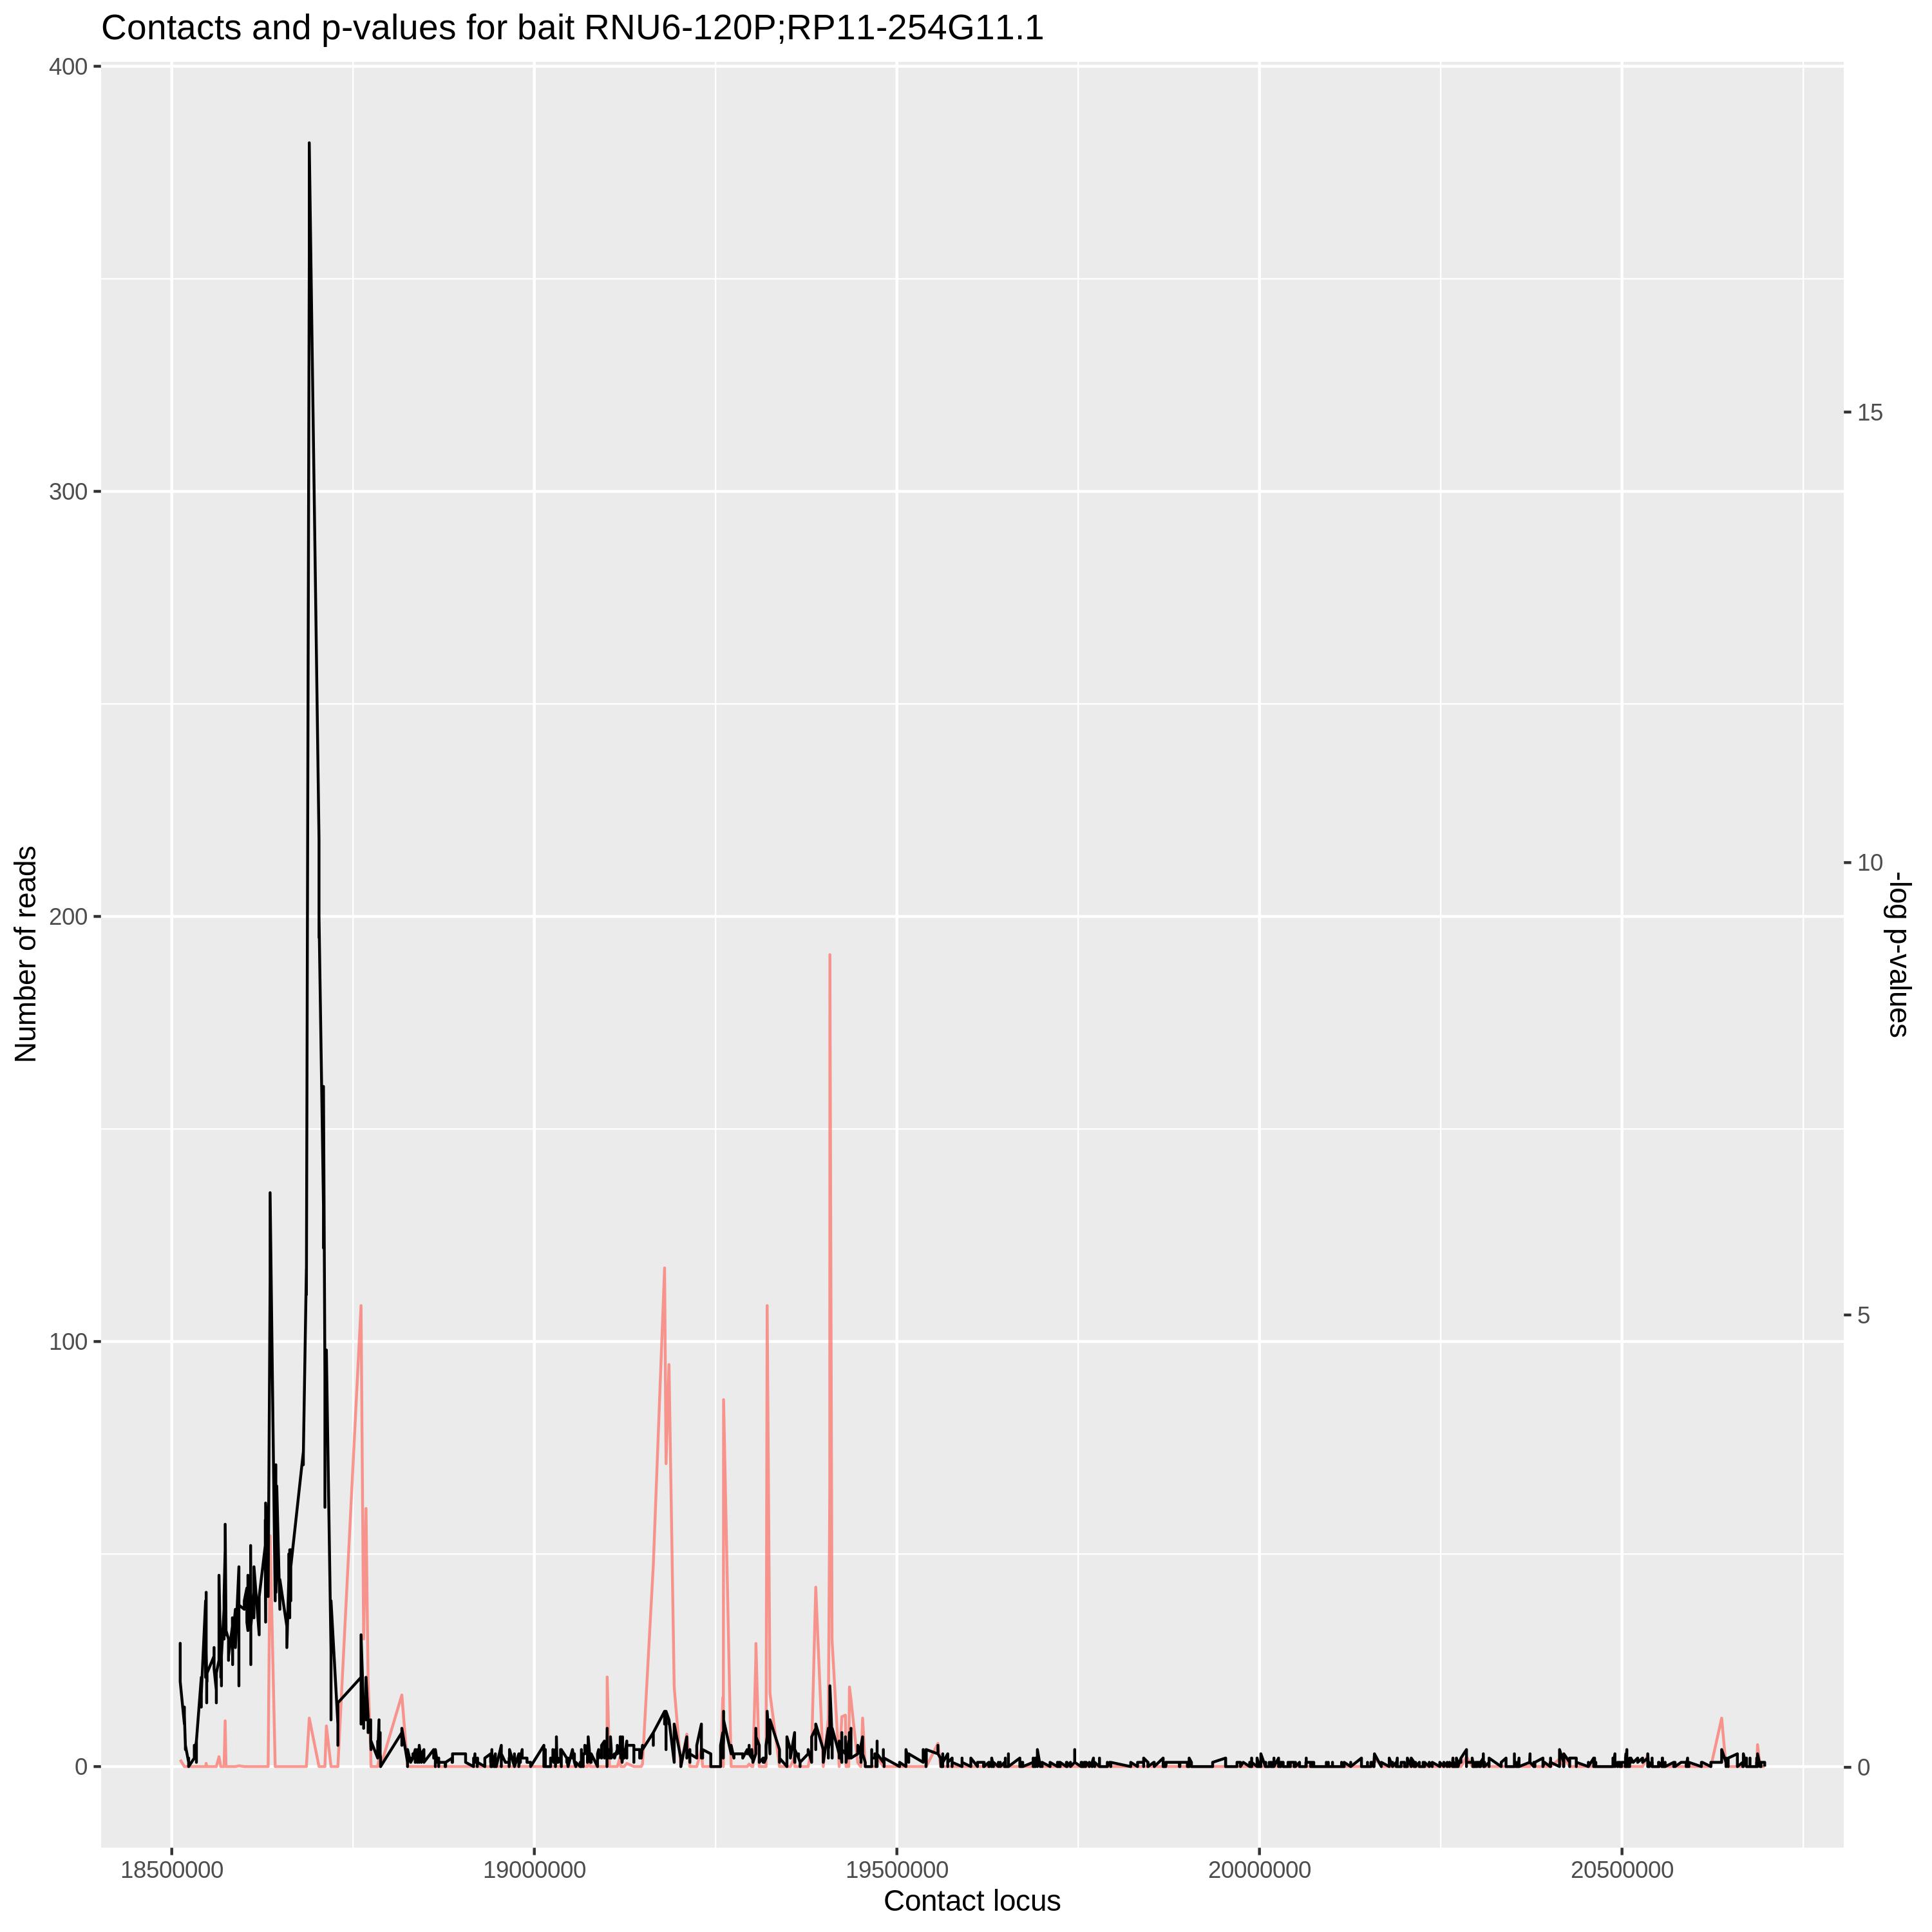 Contacts and p-values for bait RNU6-120P;RP11-254G11.1
400
300
200
100
0
Number of reads
15
10
5
0
-log p-values
18500000 19000000 19500000 20000000 20500000
Contact locus